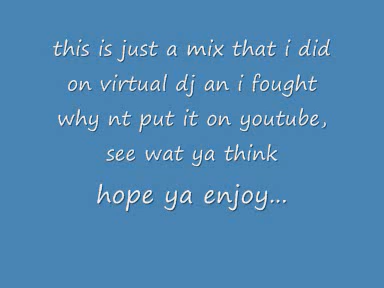 this is just a mix that i did
on virtual dj an i fought
why nt put it on youtube,
see wat ya think
hope ya enjoy...